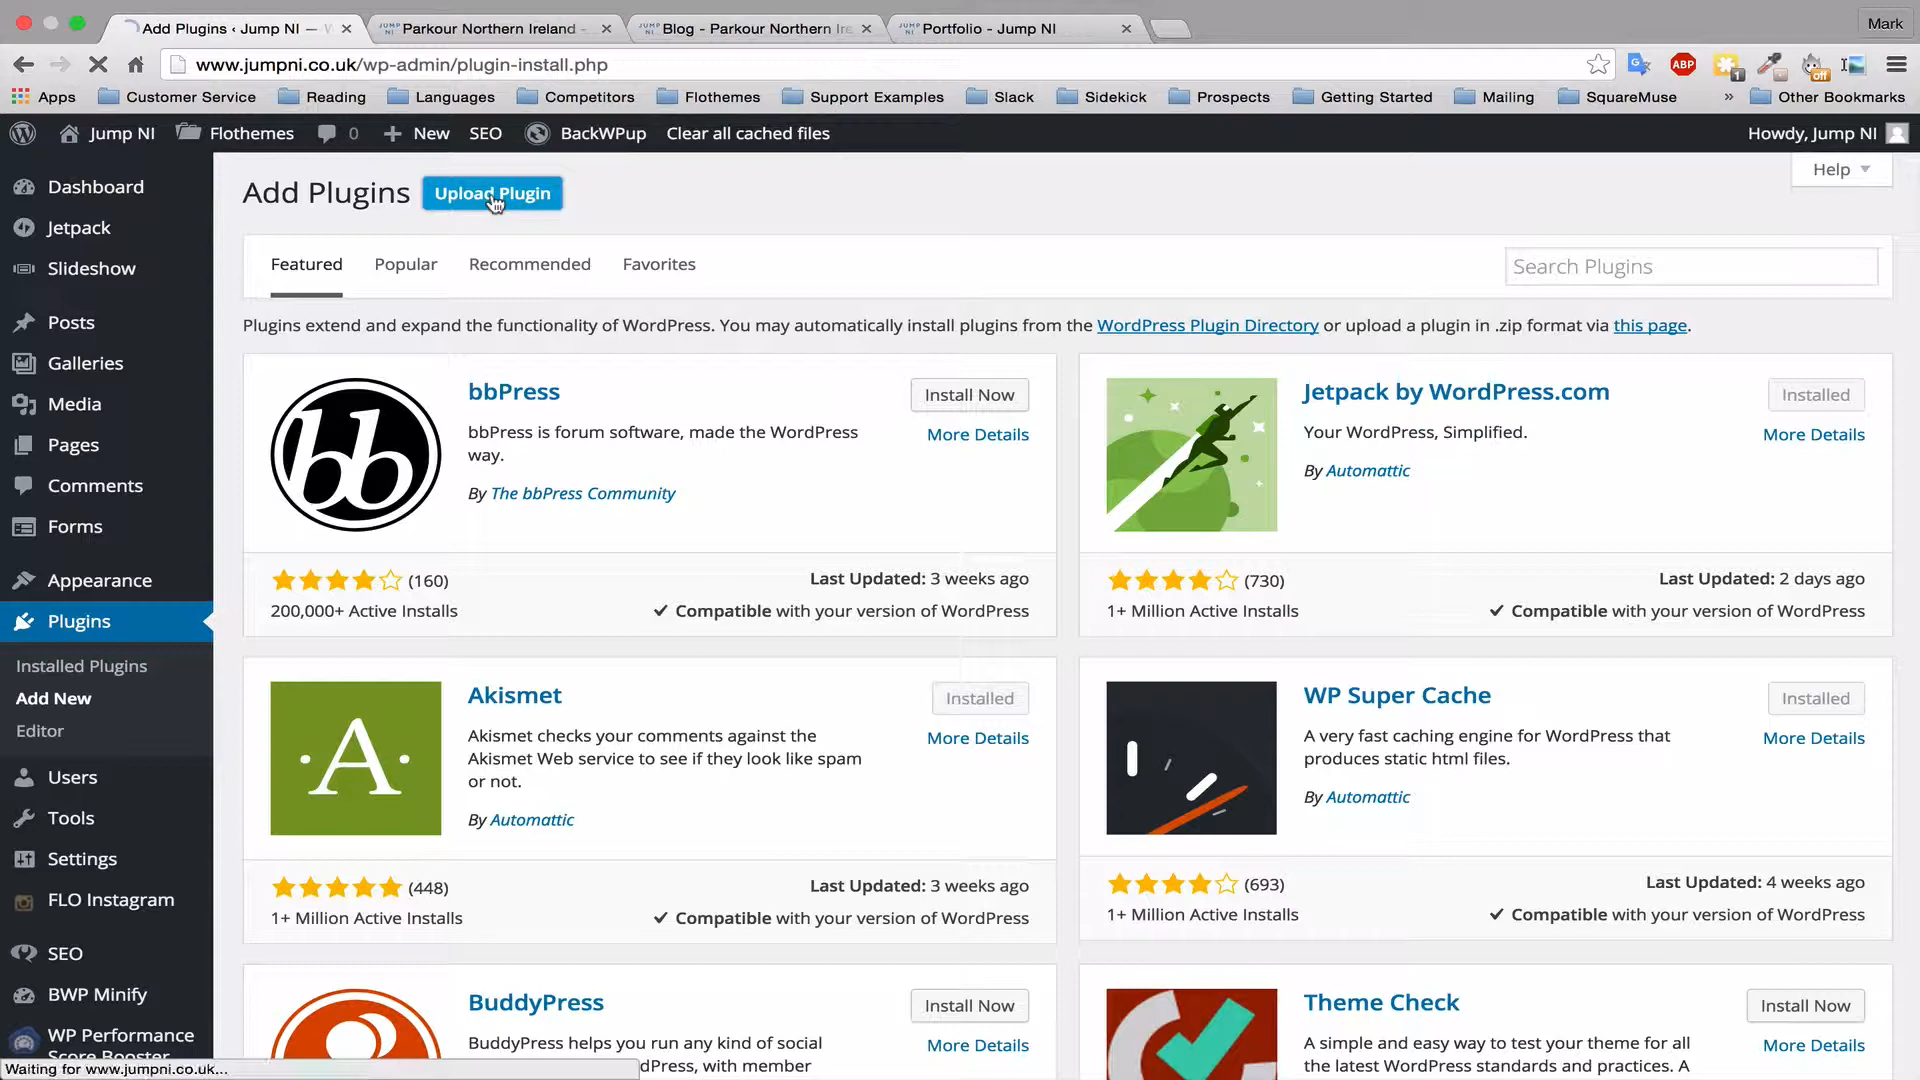 Add Plugins ‹ Jump NI — W
Parkour Northern Ireland -
Blog - Parkour Northern Ire
Portfolio - Jump NI
Mark
www.jumpni.co.uk/wp-admin/plugin-install.php
ABP
1
off
Apps
Customer Service
Reading
Languages
Competitors
Flothemes
Support Examples
Slack
Sidekick
Prospects
Getting Started
Mailing
SquareMuse
»
Other Bookmarks
Jump NI
Flothemes
0
New
SEO
BackWPup
Clear all cached files
Howdy, Jump NI
Dashboard
Jetpack
Slideshow
Posts
Galleries
Media
Pages
Comments
Forms
Appearance
Plugins
Installed Plugins
Add New
Editor
Users
Tools
Settings
FLO Instagram
SEO
BWP Minify
WP Performance
Score Booster
Waiting for www.jumpni.co.uk...
Help
Add Plugins
Upload Plugin
Featured
Popular
Recommended
Favorites
Search Plugins
Plugins extend and expand the functionality of WordPress. You may automatically install plugins from the WordPress Plugin Directory or upload a plugin in .zip format via this page.
bb
bbPress
Install Now
More Details
bbPress is forum software, made the WordPress
way.
By The bbPress Community
(160)
200,000+ Active Installs
Last Updated: 3 weeks ago
Compatible with your version of WordPress
Jetpack by WordPress.com
Installed
More Details
Your WordPress, Simplified.
By Automattic
(730)
1+ Million Active Installs
Last Updated: 2 days ago
Compatible with your version of WordPress
A
Akismet
Installed
More Details
Akismet checks your comments against the
Akismet Web service to see if they look like spam
or not.
By Automattic
(448)
1+ Million Active Installs
Last Updated: 3 weeks ago
Compatible with your version of WordPress
WP Super Cache
Installed
More Details
A very fast caching engine for WordPress that
produces static html files.
By Automattic
(693)
1+ Million Active Installs
Last Updated: 4 weeks ago
Compatible with your version of WordPress
BuddyPress
Install Now
More Details
BuddyPress helps you run any kind of social
dPress, with member
Theme Check
Install Now
More Details
A simple and easy way to test your theme for all
the latest WordPress standards and practices. A